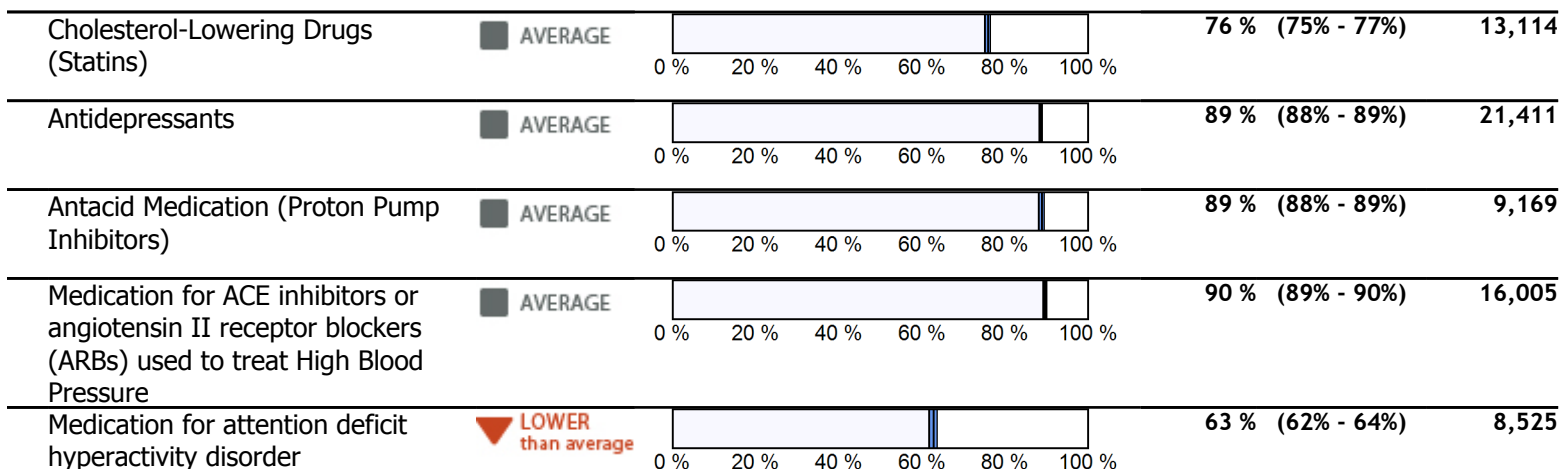 Cholesterol-Lowering Drugs
(Statins)
AVERAGE
0 % 20 % 40 % 60 % 80 % 100 %
76 % (75% - 77%) 13,114
Antidepressants
AVERAGE
0 % 20 % 40 % 60 % 80 % 100 %
89 % (88% - 89%) 21,411
Antacid Medication (Proton Pump
Inhibitors)
AVERAGE
0 % 20 % 40 % 60 % 80 % 100 %
89 % (88% - 89%) 9,169
Medication for ACE inhibitors or
angiotensin II receptor blockers
(ARBs) used to treat High Blood
Pressure
AVERAGE
0 % 20 % 40 % 60 % 80 % 100 %
90 % (89% - 90%) 16,005
Medication for attention deficit
hyperactivity disorder
LOWER
than average
0 % 20 % 40 % 60 % 80 % 100 %
63 % (62% - 64%) 8,525